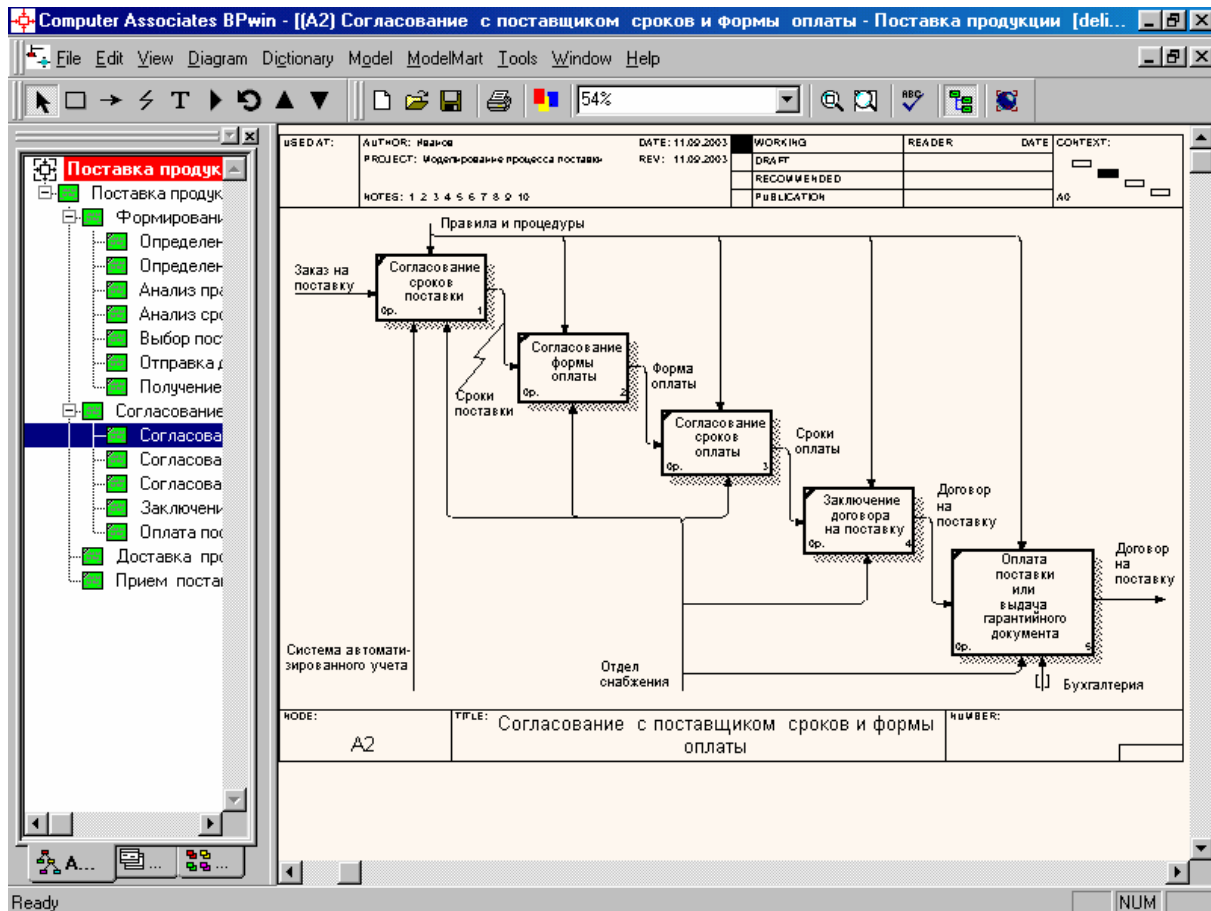 Computer Associates BPwin - [(A2) Согласование с поставщиком сроков и формы оплаты - Поставка продукции [deli...
File Edit View Diagram Dictionary Model ModelMart Tools Window Help
T
54%
ABC
Поставка продук
Поставка продук
Формировани
Определен
Определен
Анализ пра
Анализ сро
Выбор пос
Отправка д
Получение
Согласование
Согласова
Согласова
Согласова
Заключени
Оплата пос
Доставка про
Прием постав
A...
...
...
USED AT:
AUTHOR: Иванов
DATE: 11.09.2003
PROJECT: Моделирование процесса поставки
REV: 11.09.2003
NOTES: 1 2 3 4 5 6 7 8 9 10
WORKING
DRAFT
RECOMMENDED
PUBLICATION
READER DATE
CONTEXT:
A0
Правила и процедуры
Заказ на
поставку
Согласование
сроков
поставки
0р. 1
Сроки
поставки
Согласование
формы
оплаты
0р. 2
Форма
оплаты
Согласование
сроков
оплаты
0р. 3
Сроки
оплаты
Заключение
договора
на поставку
0р. 4
Договор
на
поставку
Оплата
поставки
или
выдача
гарантийного
документа
0р. 5
Договор
на
поставку
Система автомати-
зированного учета
Отдел
снабжения
Бухгалтерия
NODE:
A2
TITLE:
Согласование с поставщиком сроков и формы
оплаты
NUMBER:
Ready
NUM